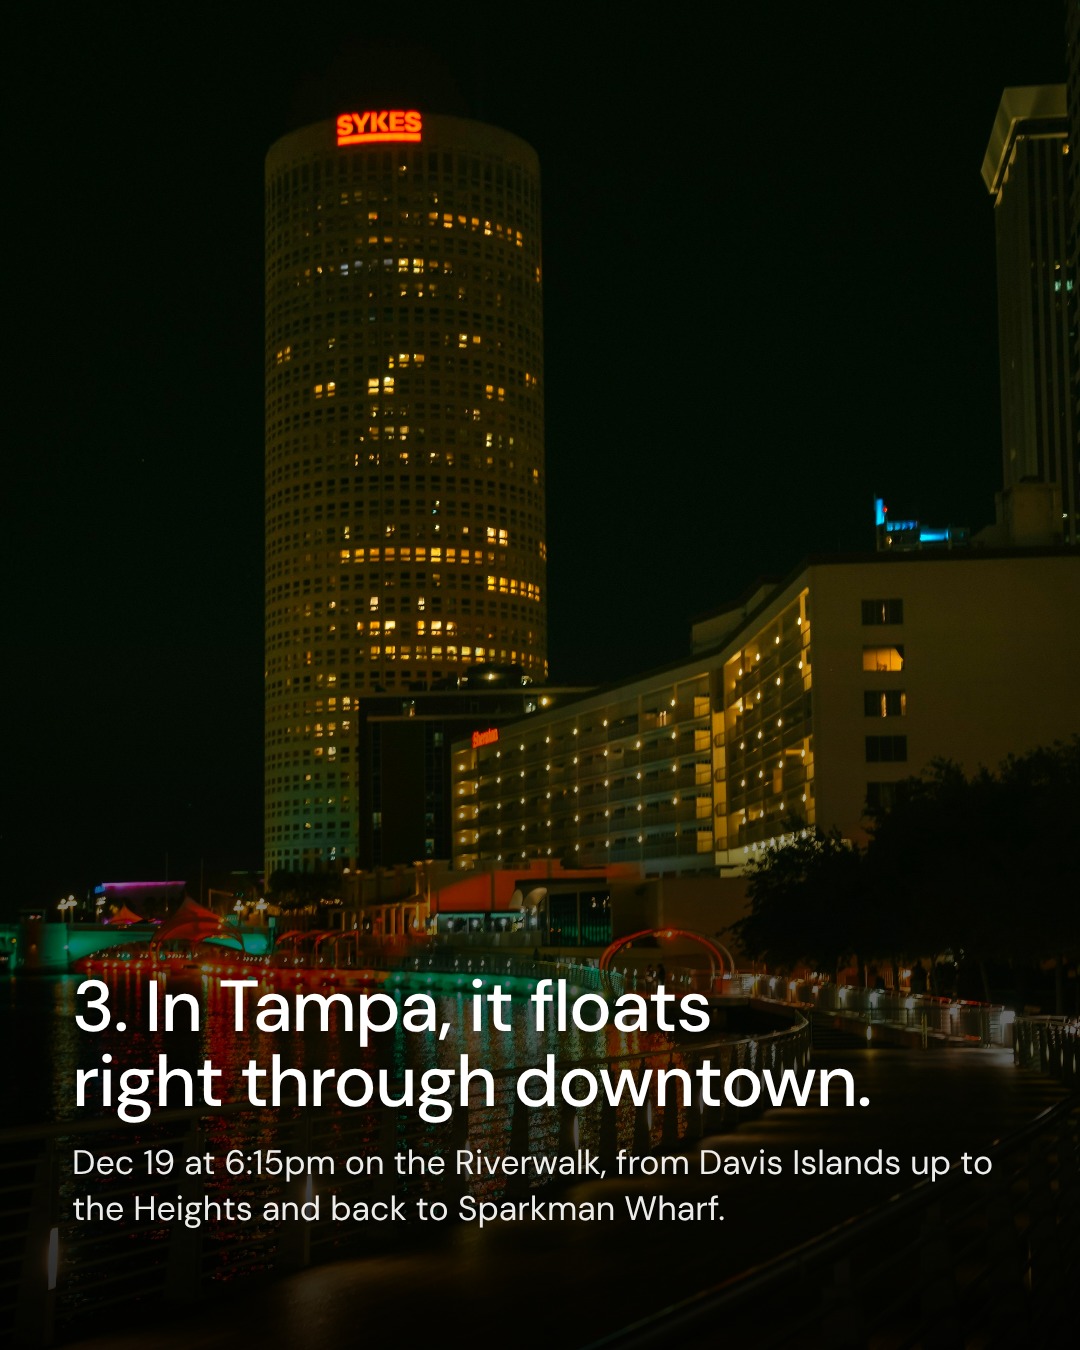 SYKES
Sheraton
3. In Tampa, it floats
right through downtown.
Dec 19 at 6:15pm on the Riverwalk, from Davis Islands up to
the Heights and back to Sparkman Wharf.